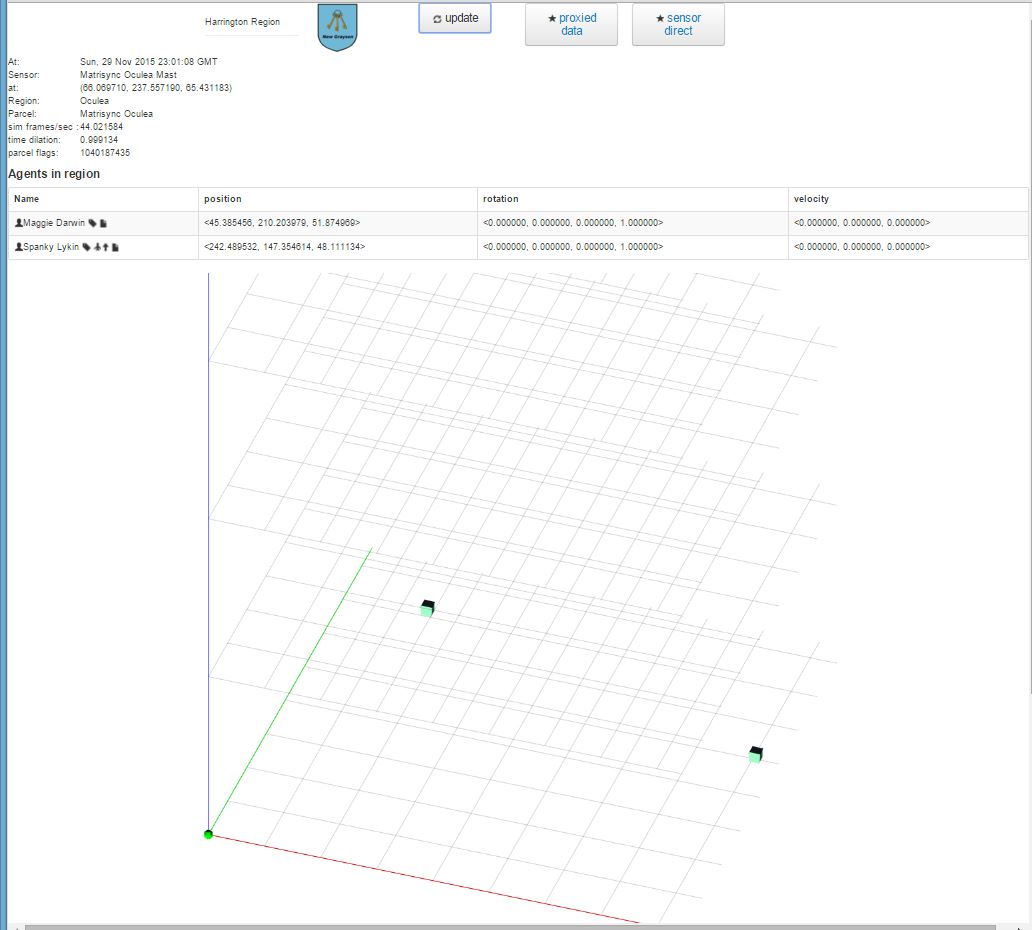 Harrington Region
New Grayson
update
proxied
data
sensor
direct
At: Sun, 29 Nov 2015 23:01:08 GMT
Sensor: Matrisync Oculea Mast
at: (66.069710, 237.557190, 65.431183)
Region: Oculea
Parcel: Matrisync Oculea
sim frames/sec : 44.021584
time dilation: 0.999134
parcel flags: 1040187435
Agents in region
Name position rotation velocity
Maggie Darwin <45.385456, 210.203979, 51.874969> <0.000000, 0.000000, 0.000000, 1.000000> <0.000000, 0.000000, 0.000000>
Spanky Lykin <242.489532, 147.354614, 48.111134> <0.000000, 0.000000, 0.000000, 1.000000> <0.000000, 0.000000, 0.000000>